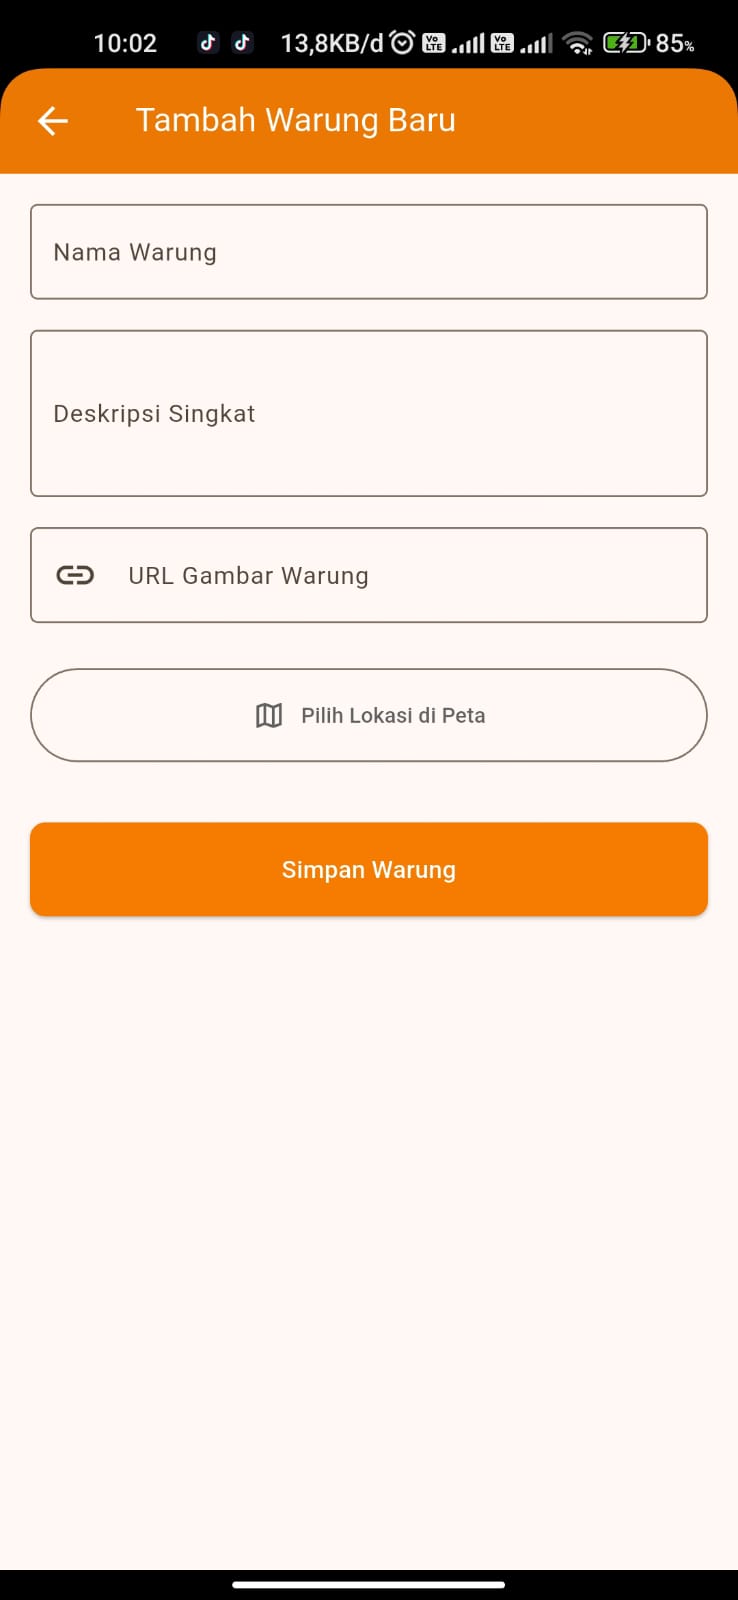 10:02 13,8KB/d Vo LTE Vo LTE 85%
Tambah Warung Baru
Nama Warung
Deskripsi Singkat
URL Gambar Warung
Pilih Lokasi di Peta
Simpan Warung